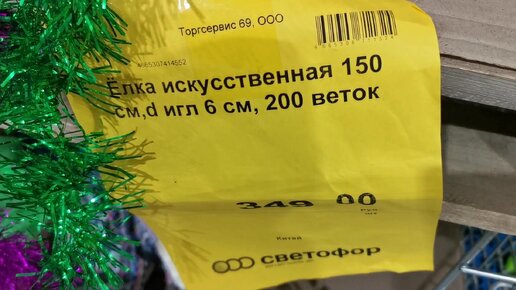 Торгсервис 69, ООО
Ёлка искусственная 150
см,d игл 6 см, 200 веток
349 00
Китай
светофор